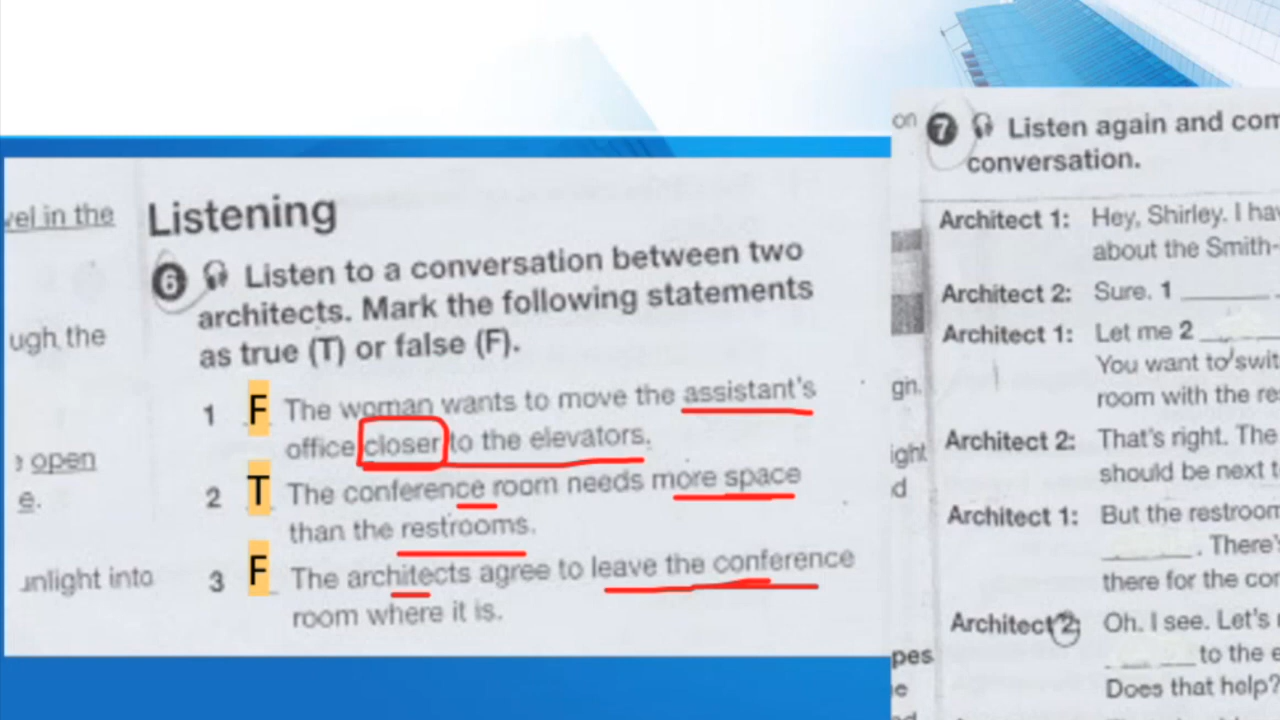 vel in the
ugh the
open
e.
unlight into
Listening
6 Listen to a conversation between two
architects. Mark the following statements
as true (T) or false (F).
1 F The woman wants to move the assistant's
office closer to the elevators.
2 T The conference room needs more space
than the restrooms.
3 F The architects agree to leave the conference
room where it is.
on
gn.
ight
d
pes
e
7 Listen again and com
conversation.
Architect 1: Hey, Shirley. I hav
about the Smith-
Architect 2: Sure. 1 ________.
Architect 1: Let me 2 ____
You want to swit
room with the re
Architect 2: That's right. The
should be next t
Architect 1: But the restroom
________. There's
there for the con
Architect 2: Oh. I see. Let's
____ ____ to the e
Does that help?